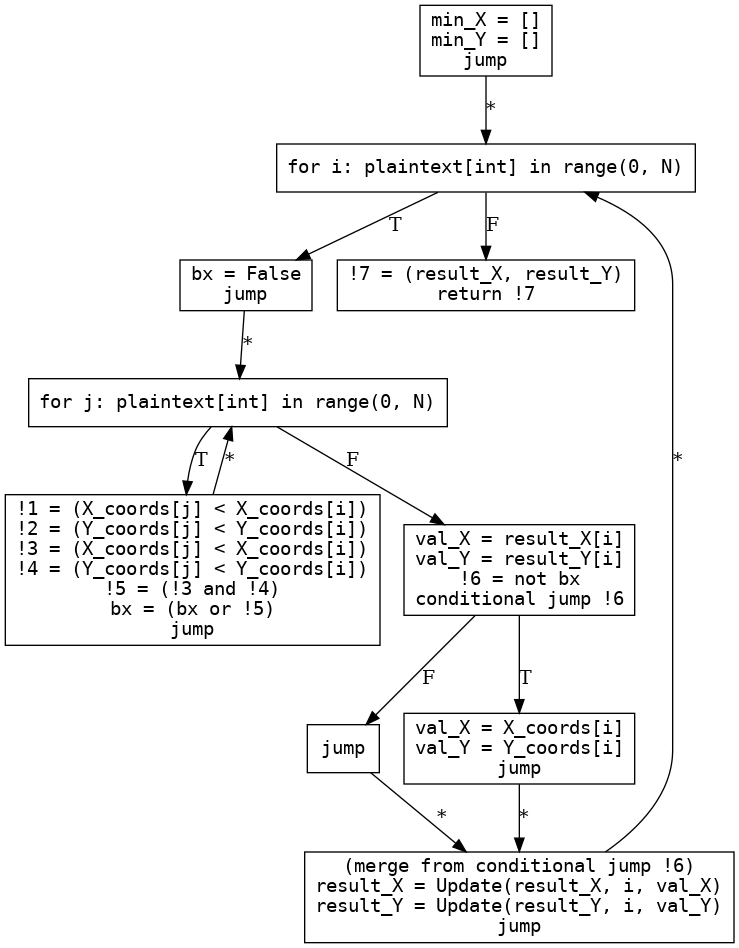 min_X = []
min_Y = []
jump
*
for i: plaintext[int] in range(0, N)
T
F
bx = False
jump
!7 = (result_X, result_Y)
return !7
*
for j: plaintext[int] in range(0, N)
T
*
F
*
!1 = (X_coords[j] < X_coords[i])
!2 = (Y_coords[j] < Y_coords[i])
!3 = (X_coords[j] < X_coords[i])
!4 = (Y_coords[j] < Y_coords[i])
!5 = (!3 and !4)
bx = (bx or !5)
jump
val_X = result_X[i]
val_Y = result_Y[i]
!6 = not bx
conditional jump !6
F
T
jump
val_X = X_coords[i]
val_Y = Y_coords[i]
jump
*
*
(merge from conditional jump !6)
result_X = Update(result_X, i, val_X)
result_Y = Update(result_Y, i, val_Y)
jump